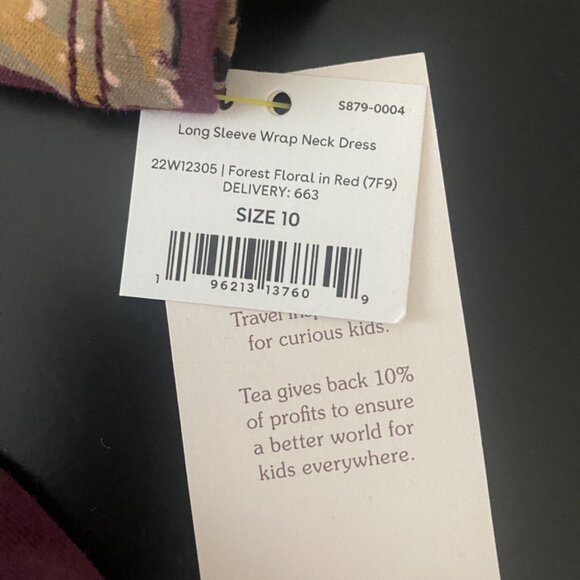 S879-0004
Long Sleeve Wrap Neck Dress
22W12305 | Forest Floral in Red (7F9)
DELIVERY: 663
SIZE 10
1 96213 13760 9
Travel
for curious kids.
Tea gives back 10%
of profits to ensure
a better world for
kids everywhere.